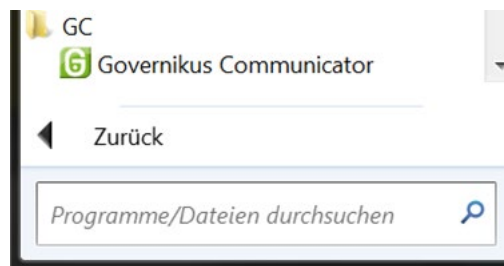 GC
Governikus Communicator
Zurück
Programme/Dateien durchsuchen